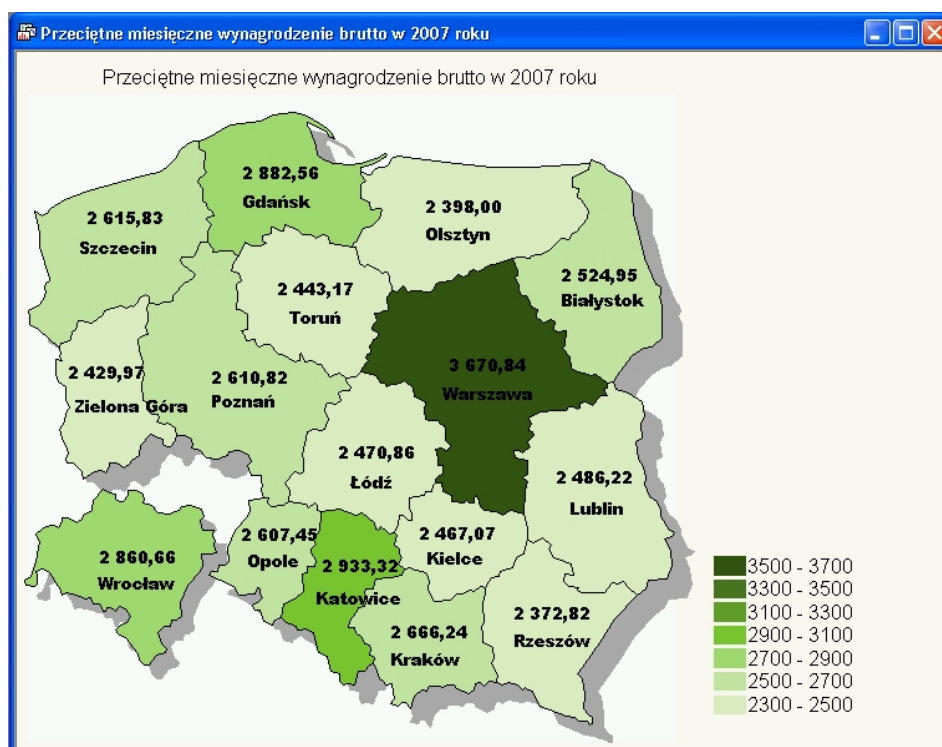 Przeciętne miesięczne wynagrodzenie brutto w 2007 roku
Przeciętne miesięczne wynagrodzenie brutto w 2007 roku
2 882,56
Gdańsk
2 615,83
Szczecin
2 398,00
Olsztyn
2 443,17
Toruń
2 524,95
Białystok
2 429,97
Zielona Góra
2 610,82
Poznań
3 670,84
Warszawa
2 470,86
Łódź
2 486,22
Lublin
2 860,66
Wrocław
2 607,45
Opole
2 933,32
Katowice
2 467,07
Kielce
2 666,24
Kraków
2 372,82
Rzeszów
3500 - 3700
3300 - 3500
3100 - 3300
2900 - 3100
2700 - 2900
2500 - 2700
2300 - 2500